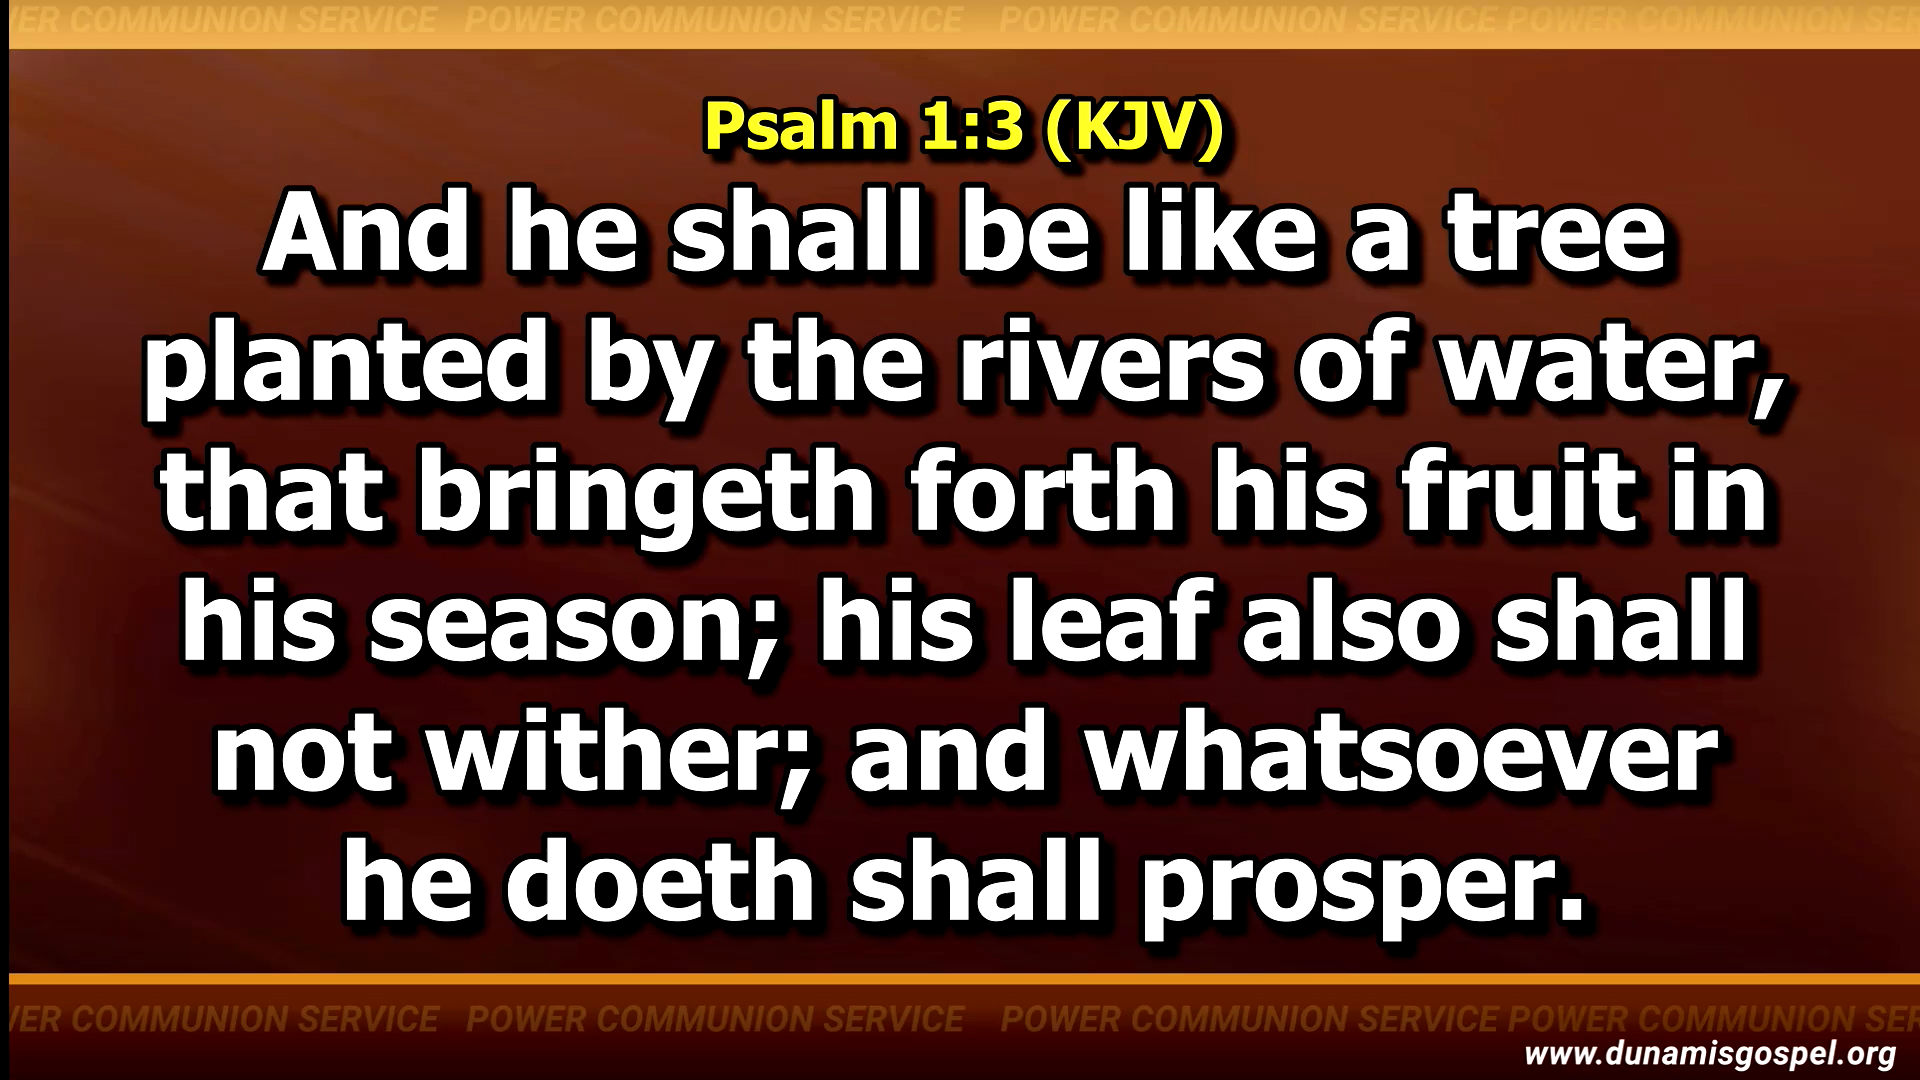 ER COMMUNION SERVICE POWER COMMUNION SERVICE POWER COMMUNION SERVICE POWER COMMUNION SER
Psalm 1:3 (KJV)
And he shall be like a tree
planted by the rivers of water,
that bringeth forth his fruit in
his season; his leaf also shall
not wither; and whatsoever
he doeth shall prosper.
VER COMMUNION SERVICE POWER COMMUNION SERVICE POWER COMMUNION SERVICE POWER COMMUNION SER
www.dunamisgospel.org